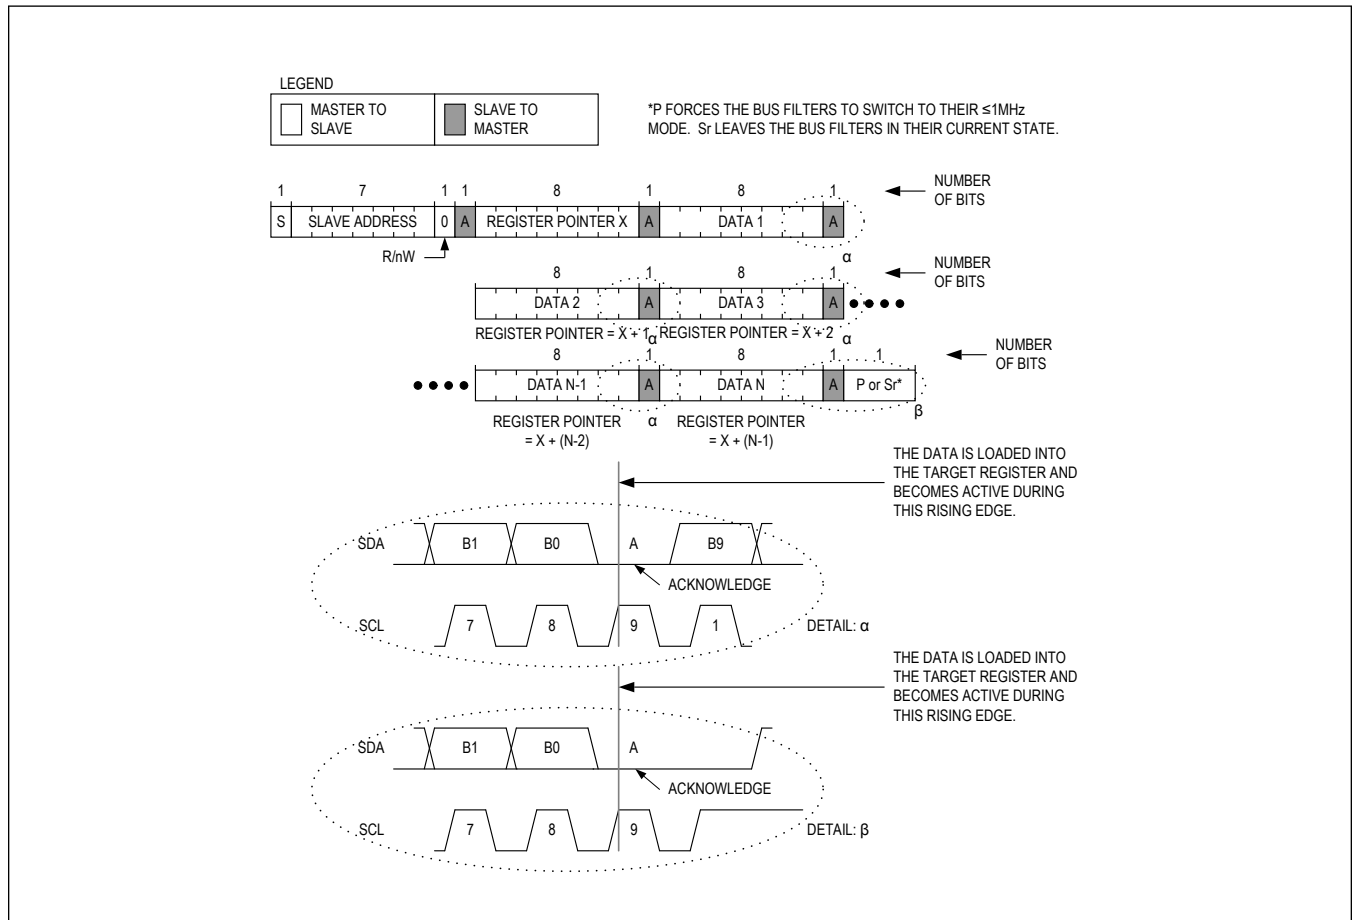 LEGEND
MASTER TO
SLAVE
SLAVE TO
MASTER
*P FORCES THE BUS FILTERS TO SWITCH TO THEIR ≤1MHz
MODE. Sr LEAVES THE BUS FILTERS IN THEIR CURRENT STATE.
1 7 1 1 8 1 8 1
NUMBER
OF BITS
S SLAVE ADDRESS 0 A REGISTER POINTER X A DATA 1 A
R/nW
α
8 1 8 1
NUMBER
OF BITS
DATA 2 A DATA 3 A
REGISTER POINTER = X + 1 α REGISTER POINTER = X + 2 α
8 1 8 1 1
NUMBER
OF BITS
DATA N-1 A DATA N A P or Sr*
β
REGISTER POINTER
= X + (N-2)
α
REGISTER POINTER
= X + (N-1)
THE DATA IS LOADED INTO
THE TARGET REGISTER AND
BECOMES ACTIVE DURING
THIS RISING EDGE.
SDA B1 B0 A B9
ACKNOWLEDGE
SCL 7 8 9 1
DETAIL: α
THE DATA IS LOADED INTO
THE TARGET REGISTER AND
BECOMES ACTIVE DURING
THIS RISING EDGE.
SDA B1 B0 A
ACKNOWLEDGE
SCL 7 8 9
DETAIL: β